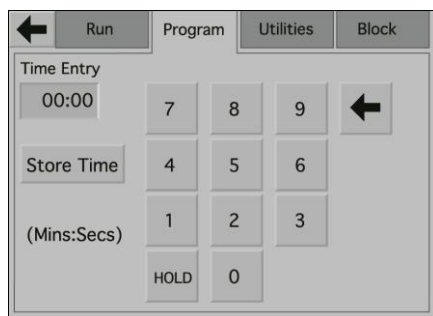 Run Program Utilities Block
Time Entry
00:00
7 8 9
Store Time
4 5 6
1 2 3
(Mins:Secs)
HOLD 0